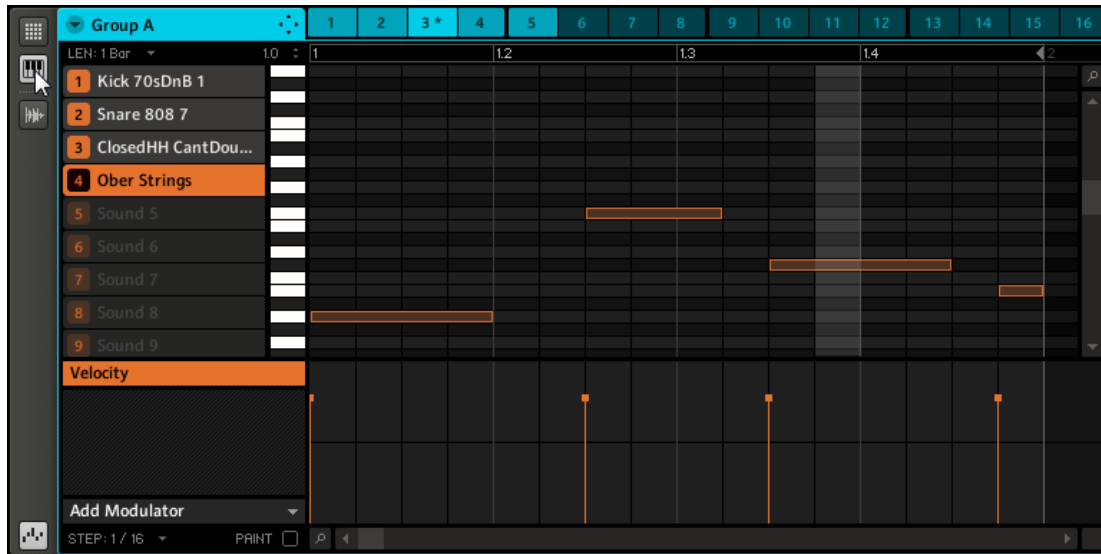 Group A 1 2 3* 4 5 6 7 8 9 10 11 12 13 14 15 16
LEN: 1 Bar 1.0 1 1.2 1.3 1.4 2
1 Kick 70sDnB 1
2 Snare 808 7
3 ClosedHH CantDou...
4 Ober Strings
5 Sound 5
6 Sound 6
7 Sound 7
8 Sound 8
9 Sound 9
Velocity
Add Modulator
STEP: 1 / 16 PAINT